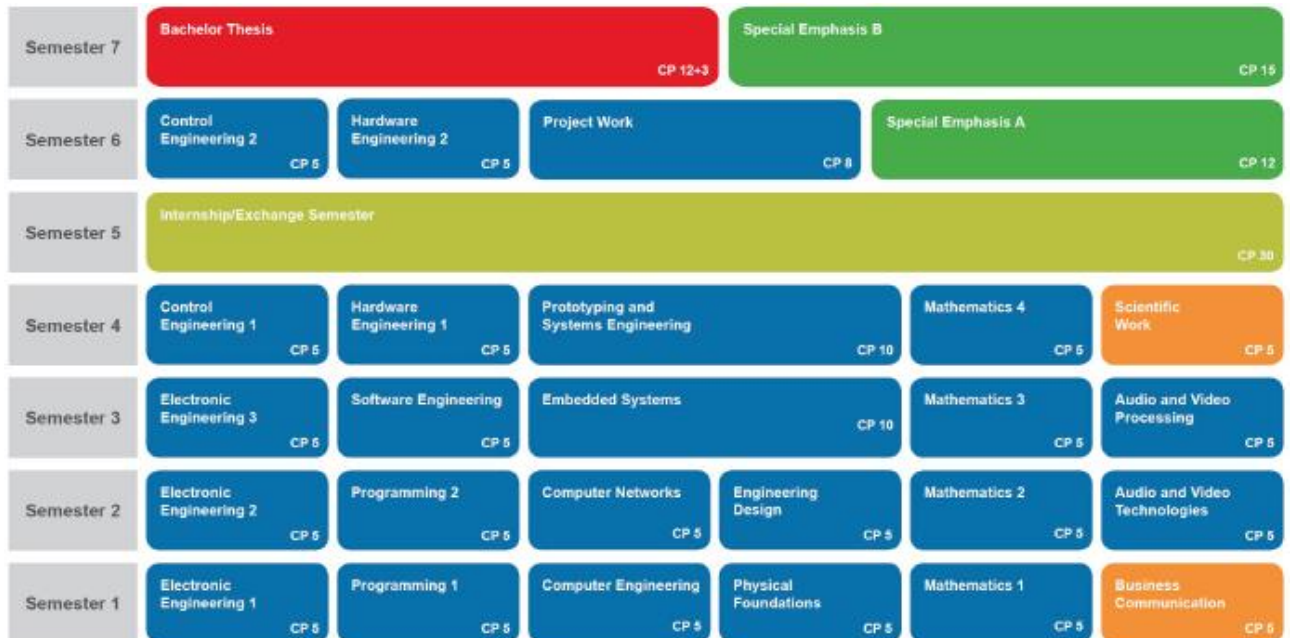 Semester 7
Bachelor Thesis
CP 12+3
Special Emphasis B
CP 15
Semester 6
Control
Engineering 2
CP 5
Hardware
Engineering 2
CP 5
Project Work
CP 8
Special Emphasis A
CP 12
Semester 5
Internship/Exchange Semester
CP 30
Semester 4
Control
Engineering 1
CP 5
Hardware
Engineering 1
CP 5
Prototyping and
Systems Engineering
CP 10
Mathematics 4
CP 5
Scientific
Work
CP 5
Semester 3
Electronic
Engineering 3
CP 5
Software Engineering
CP 5
Embedded Systems
CP 10
Mathematics 3
CP 5
Audio and Video
Processing
CP 5
Semester 2
Electronic
Engineering 2
CP 5
Programming 2
CP 5
Computer Networks
CP 5
Engineering
Design
CP 5
Mathematics 2
CP 5
Audio and Video
Technologies
CP 5
Semester 1
Electronic
Engineering 1
CP 5
Programming 1
CP 5
Computer Engineering
CP 5
Physical
Foundations
CP 5
Mathematics 1
CP 5
Business
Communication
CP 5